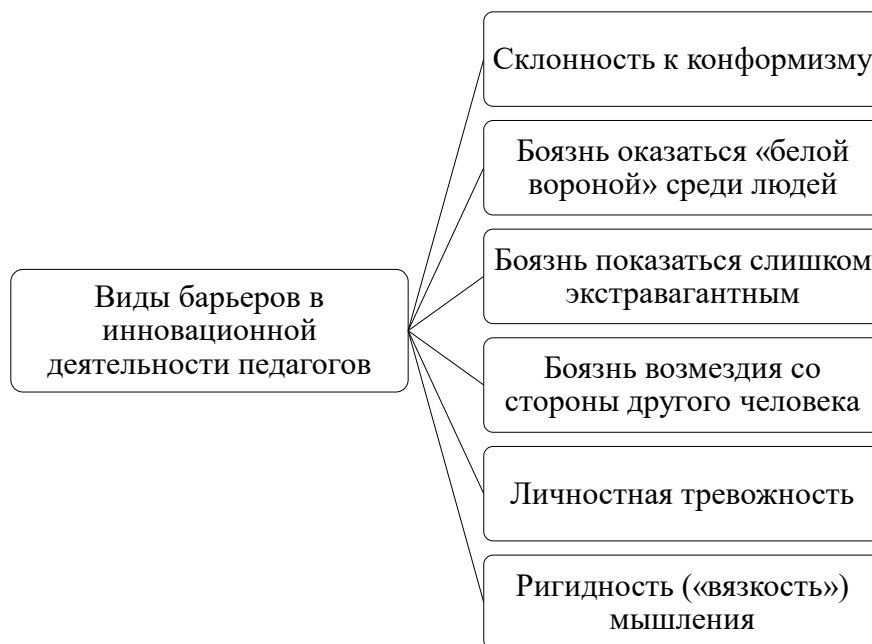 Виды барьеров в
инновационной
деятельности педагогов
Склонность к конформизму
Боязнь оказаться «белой
вороной» среди людей
Боязнь показаться слишком
экстравагантным
Боязнь возмездия со
стороны другого человека
Личностная тревожность
Ригидность («вязкость»)
мышления